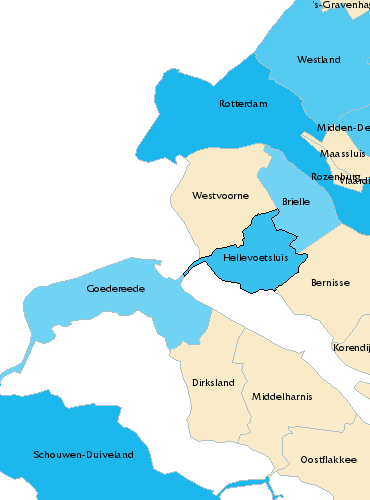 's-Gravenhag
Westland
Rotterdam
Midden-De
Maassluis
Rozenburg
Vlaardi
Westvoorne
Brielle
Hellevoetsluis
Bernisse
Goedereede
Korendij
Dirksland
Middelharnis
Schouwen-Duiveland
Oostflakkee